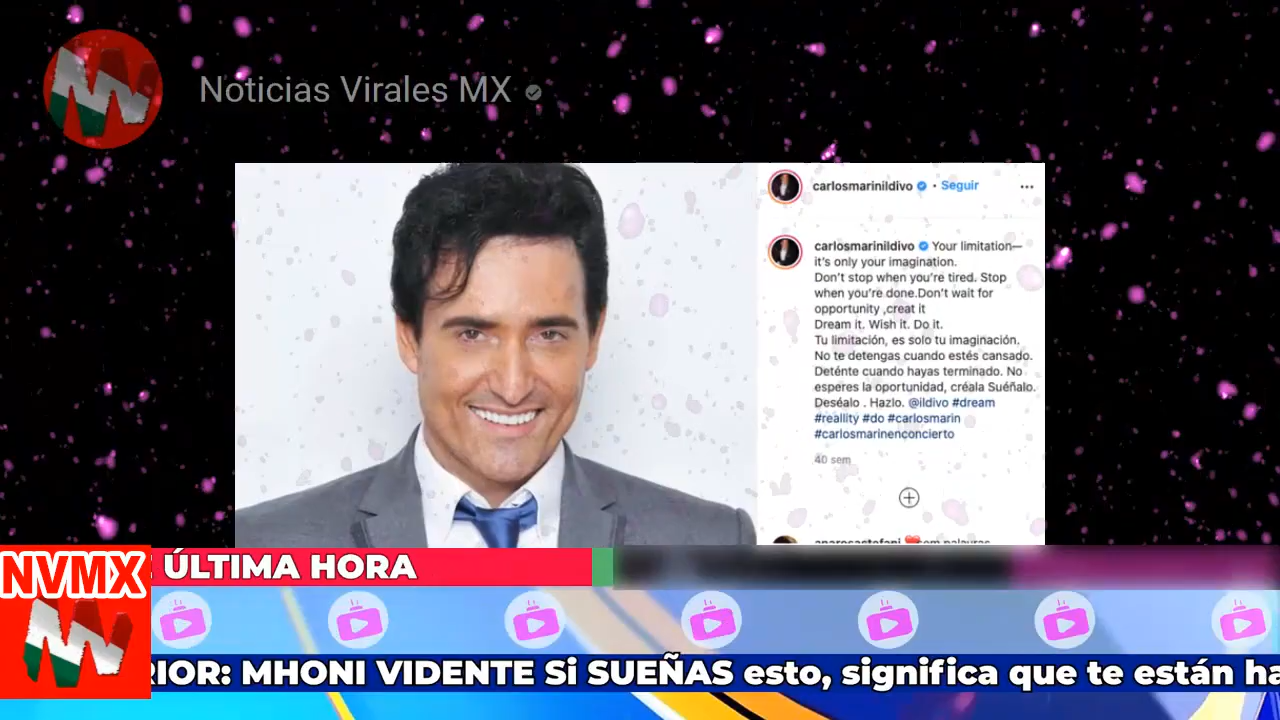 Noticias Virales MX
carlosmarinildivo • Seguir
carlosmarinildivo Your limitation—
it's only your imagination.
Don't stop when you're tired. Stop
when you're done.Don't wait for
opportunity ,creat it
Dream it. Wish it. Do it.
Tu limitación, es solo tu imaginación.
No te detengas cuando estés cansado.
Deténte cuando hayas terminado. No
esperes la oportunidad, créala Suéñalo.
Deséalo . Hazlo. @ildivo #dream
#reallity #do #carlosmarin
#carlosmarinenconcierto
40 sem
NVMX
ÚLTIMA HORA
RIOR: MHONI VIDENTE Si SUEÑAS esto, significa que te están ha